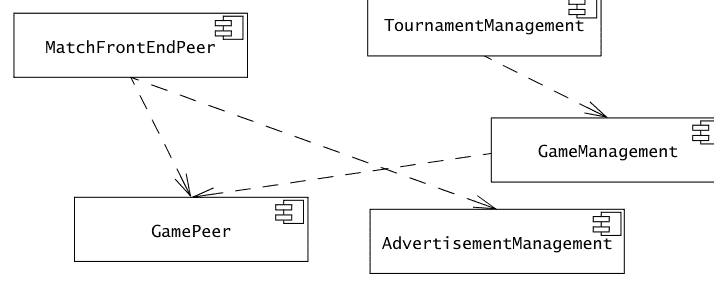 TournamentManagement
MatchFrontEndPeer
GameManagement
GamePeer
AdvertisementManagement